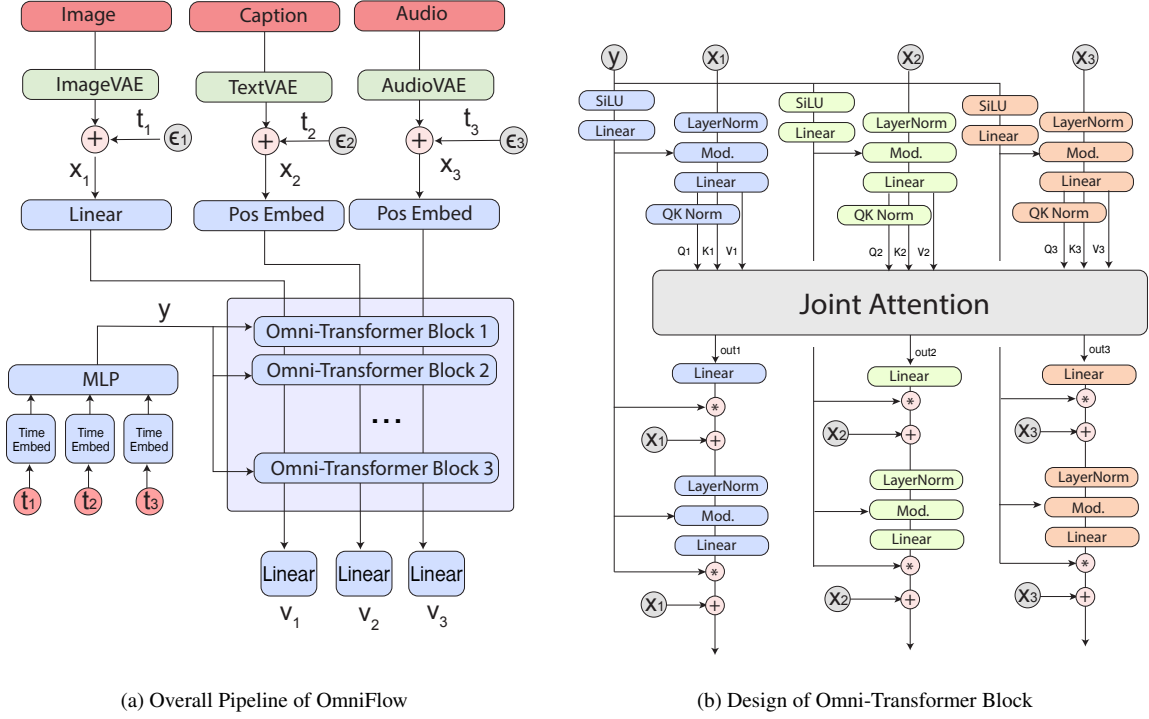 Image Caption Audio
ImageVAE TextVAE AudioVAE
t1 ϵ1 t2 ϵ2 t3 ϵ3
+ + +
x1 x2 x3
Linear Pos Embed Pos Embed
y
Omni-Transformer Block 1
Omni-Transformer Block 2
...
Omni-Transformer Block 3
MLP
Time Embed Time Embed Time Embed
t1 t2 t3
Linear Linear Linear
v1 v2 v3
(a) Overall Pipeline of OmniFlow
y x1 x2 x3
SiLU SiLU SiLU
Linear LayerNorm Linear LayerNorm Linear LayerNorm
Mod. Mod. Mod.
Linear Linear Linear
QK Norm QK Norm QK Norm
Q1 K1 V1 Q2 K2 V2 Q3 K3 V3
Joint Attention
out1 out2 out3
Linear Linear Linear
* * *
x1 + x2 + x3 +
LayerNorm LayerNorm LayerNorm
Mod. Mod. Mod.
Linear Linear Linear
* * *
x1 + x2 + x3 +
(b) Design of Omni-Transformer Block